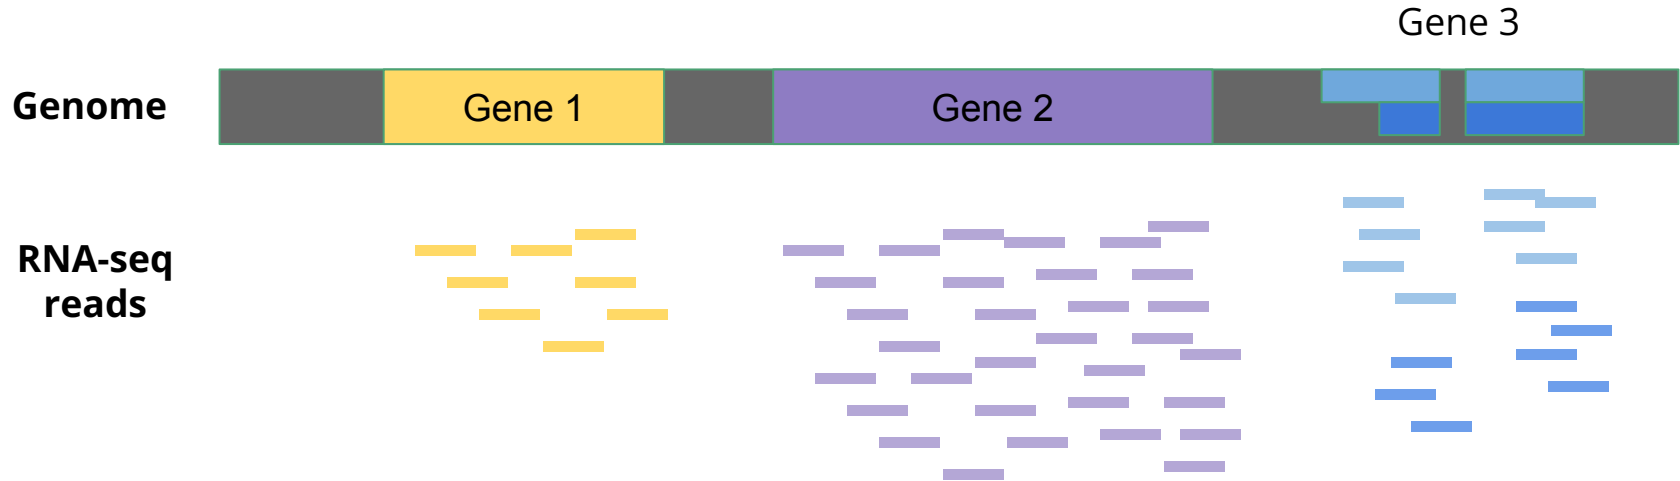 Gene 3
Genome
Gene 1
Gene 2
RNA-seq
reads